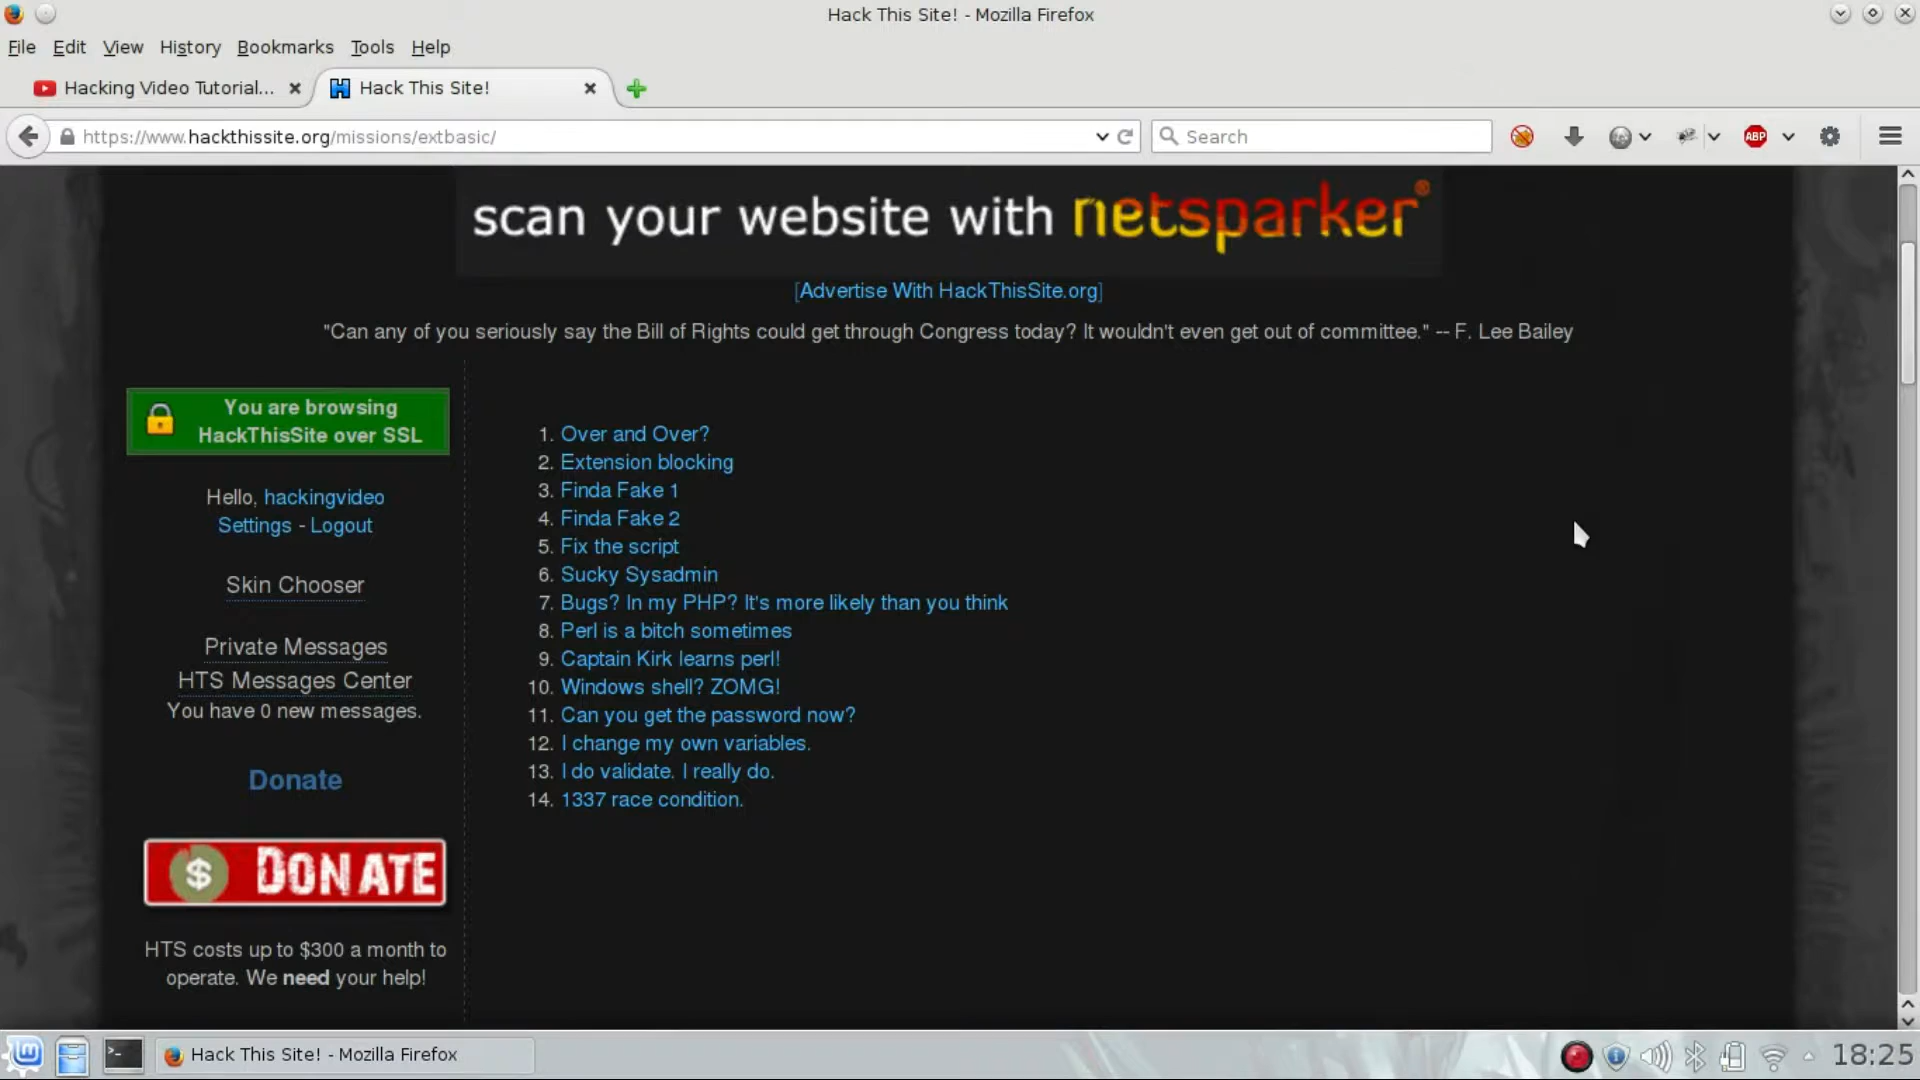 Hack This Site! - Mozilla Firefox
File Edit View History Bookmarks Tools Help
Hacking Video Tutorial... Hack This Site!
https://www.hackthissite.org/missions/extbasic/ Search ABP
scan your website with netsparker®
[Advertise With HackThisSite.org]
"Can any of you seriously say the Bill of Rights could get through Congress today? It wouldn't even get out of committee." -- F. Lee Bailey
You are browsing
HackThisSite over SSL
Hello, hackingvideo
Settings - Logout
Skin Chooser
Private Messages
HTS Messages Center
You have 0 new messages.
Donate
$ DONATE
HTS costs up to $300 a month to
operate. We need your help!
1. Over and Over?
2. Extension blocking
3. Finda Fake 1
4. Finda Fake 2
5. Fix the script
6. Sucky Sysadmin
7. Bugs? In my PHP? It's more likely than you think
8. Perl is a bitch sometimes
9. Captain Kirk learns perl!
10. Windows shell? ZOMG!
11. Can you get the password now?
12. I change my own variables.
13. I do validate. I really do.
14. 1337 race condition.
Hack This Site! - Mozilla Firefox 18:25